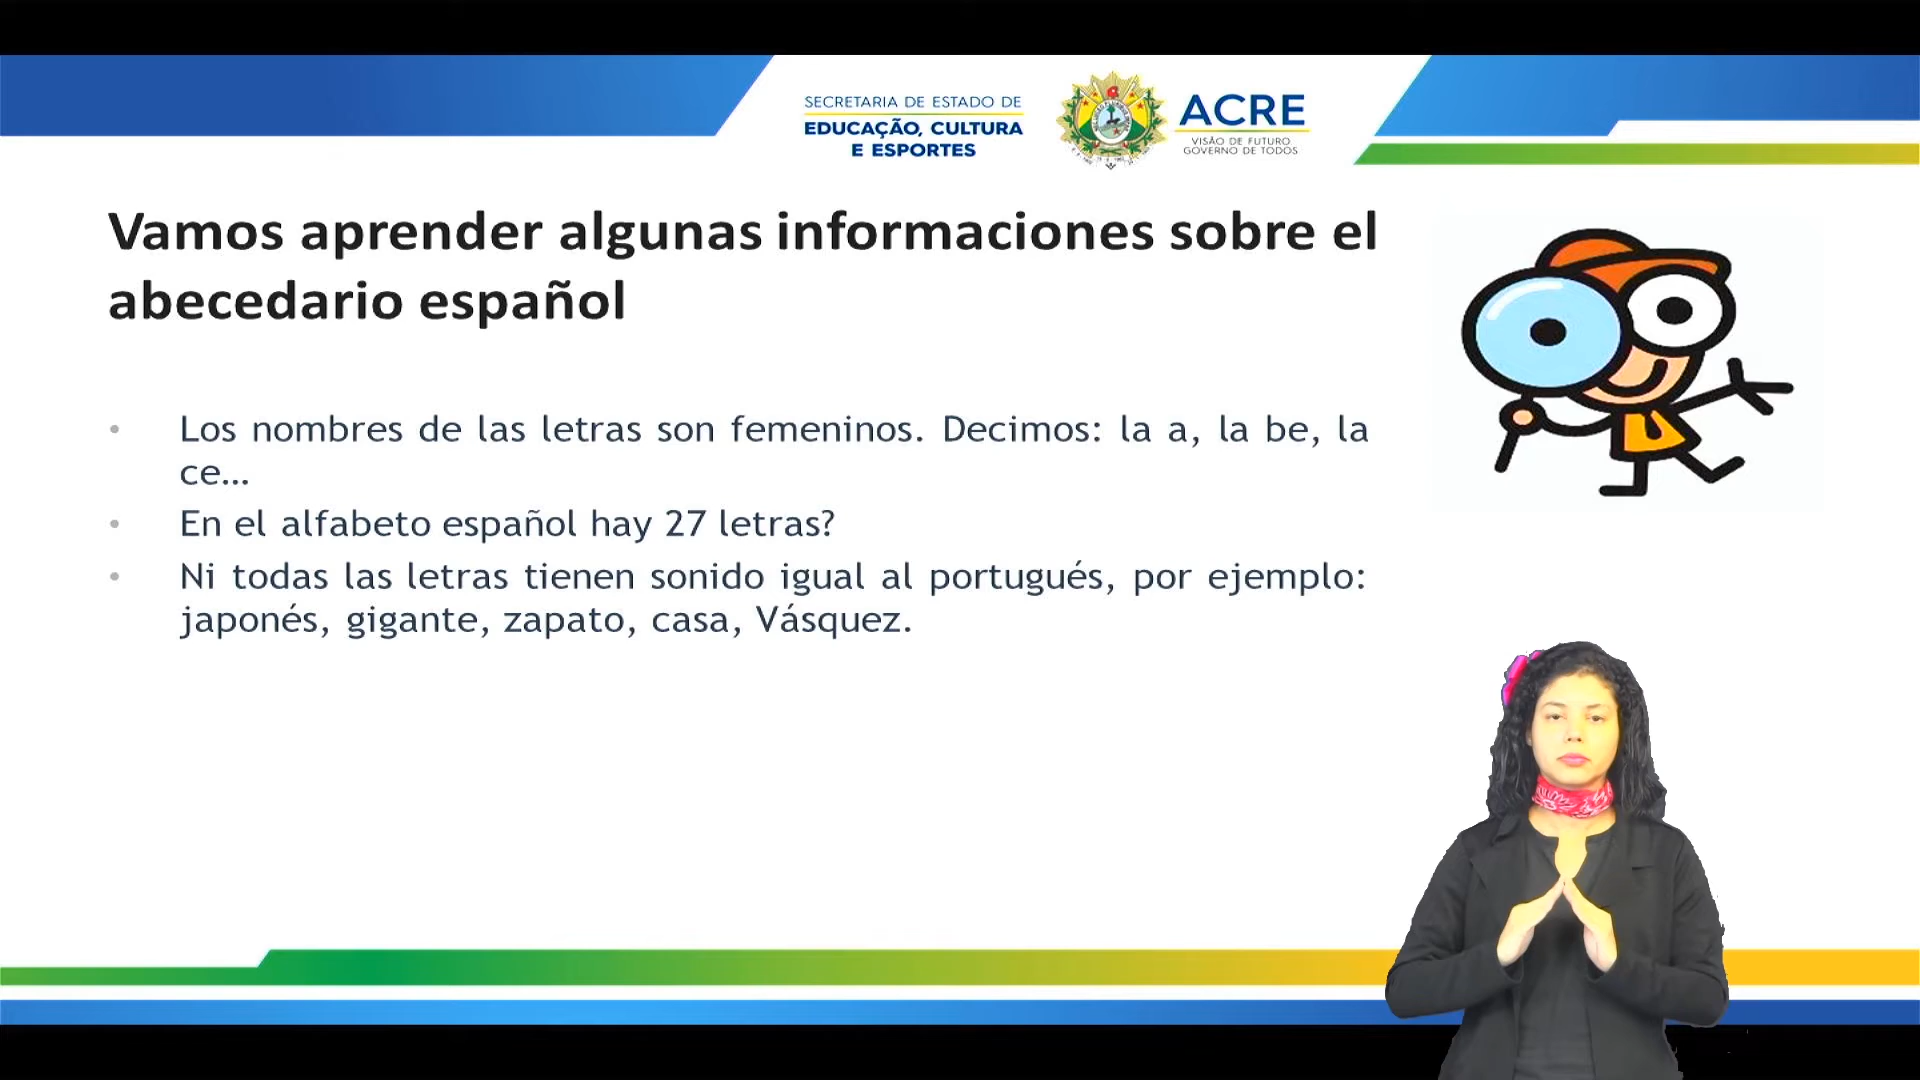 SECRETARIA DE ESTADO DE
EDUCAÇÃO, CULTURA
E ESPORTES
ACRE
VISÃO DE FUTURO
GOVERNO DE TODOS
Vamos aprender algunas informaciones sobre el
abecedario español
• Los nombres de las letras son femeninos. Decimos: la a, la be, la
ce...
• En el alfabeto español hay 27 letras?
• Ni todas las letras tienen sonido igual al portugués, por ejemplo:
japonés, gigante, zapato, casa, Vásquez.